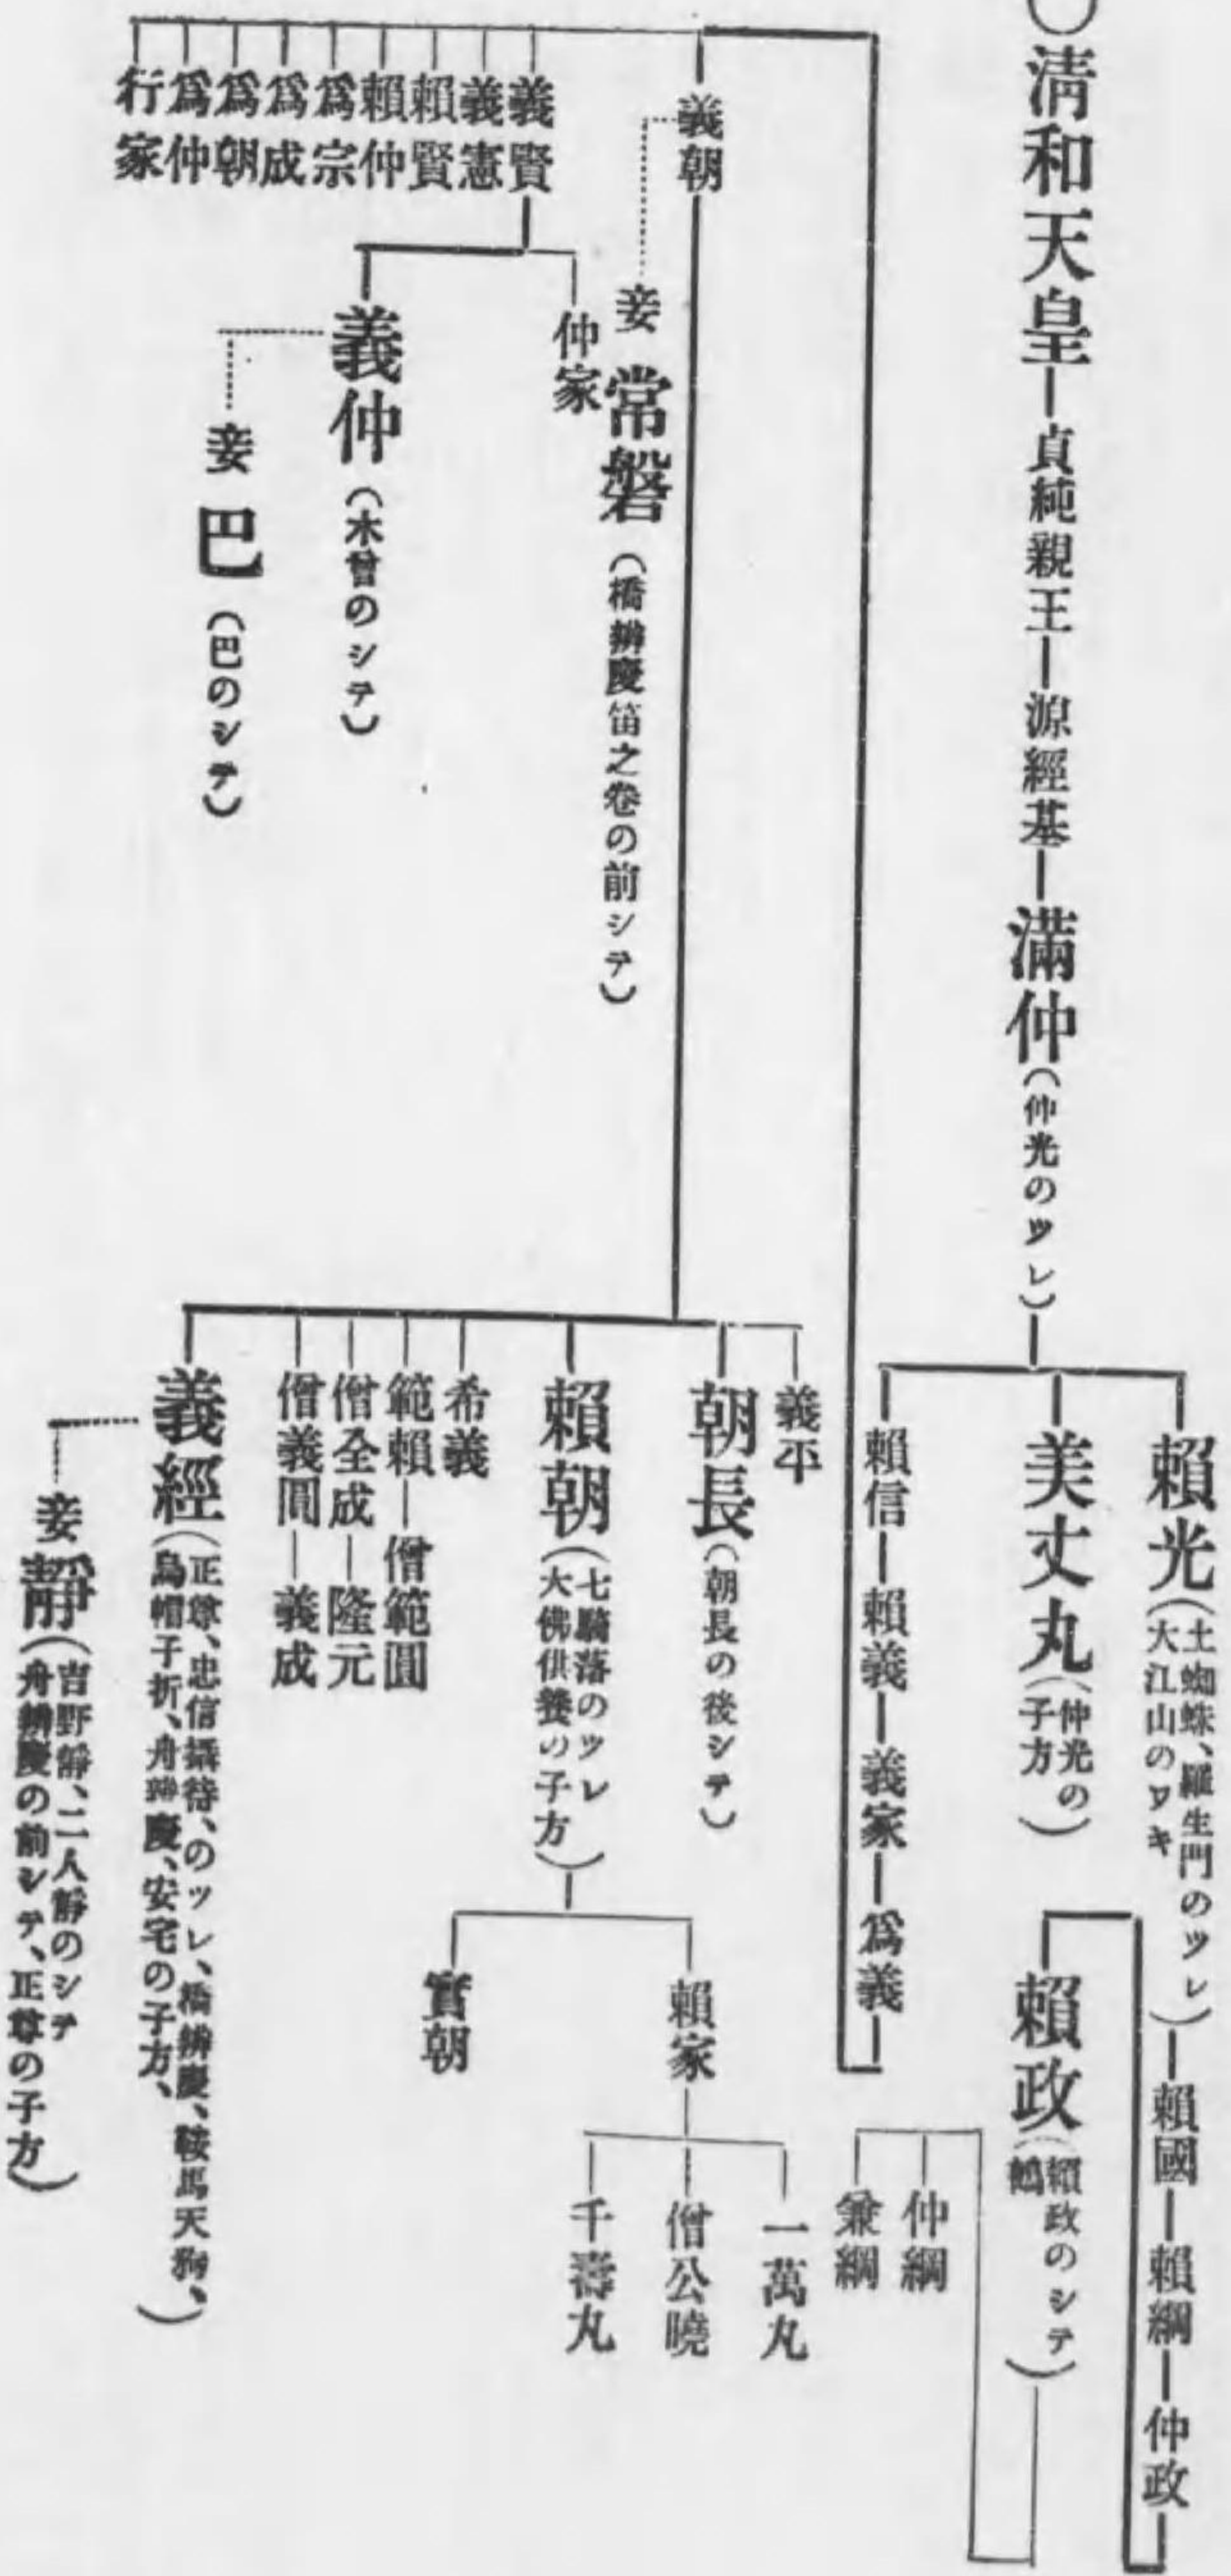 〇淸和天皇―貞純親王―源經基―滿仲(仲光のツレ)
賴光(土蜘蛛、羅生門のツレ
大江山のワキ)―賴國―賴綱―仲政
美丈丸(仲光の
子方)
賴政(賴政のシテ
鵺)
仲綱
兼綱
賴信―賴義―義家―爲義
義朝
妾 常磐(橋辨慶笛之卷の前シテ)
義賢
義憲
賴賢
賴仲
爲宗
爲成
爲朝
爲仲
行家
仲家
義仲(木曾のシテ)
妾 巴(巴のシテ)
義平
朝長(朝長の後シテ)
賴朝(七騎落のツレ
大佛供養の子方)
賴家
一萬丸
僧公曉
千壽丸
實朝
希義
範賴―僧範圓
僧全成―隆元
僧義圓―義成
義經(正尊、忠信攝待、のツレ、橋辨慶、鞍馬天狗、
烏帽子折、舟辨慶、安宅の子方、)
妾 靜(吉野靜、二人靜のシテ
舟辨慶の前シテ、正尊の子方)